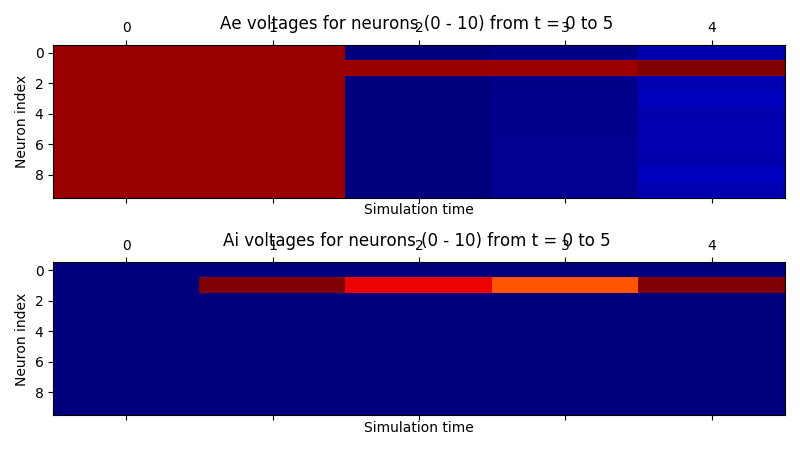 Ae voltages for neurons (0 - 10) from t = 0 to 5
0 1 2 3 4
0
2
4
6
8
Neuron index
Simulation time
Ai voltages for neurons (0 - 10) from t = 0 to 5
0 1 2 3 4
0
2
4
6
8
Neuron index
Simulation time